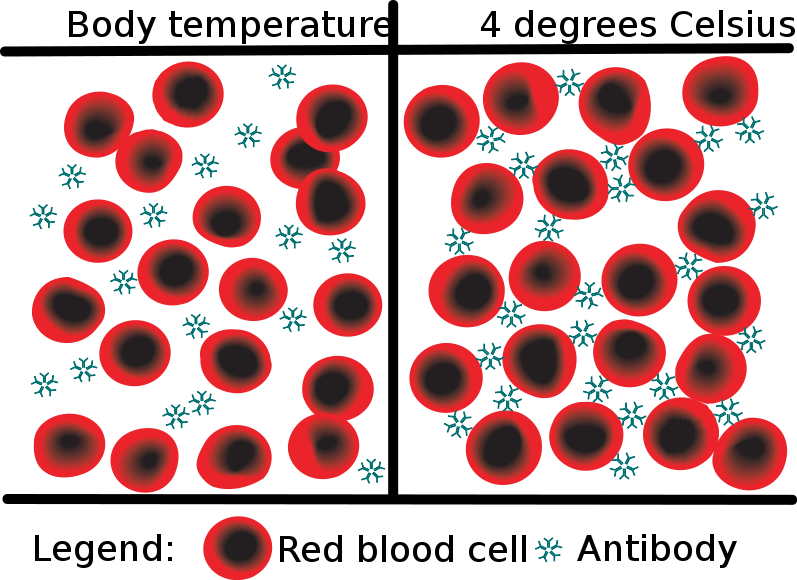 Body temperature
4 degrees Celsius
Legend: Red blood cell Antibody